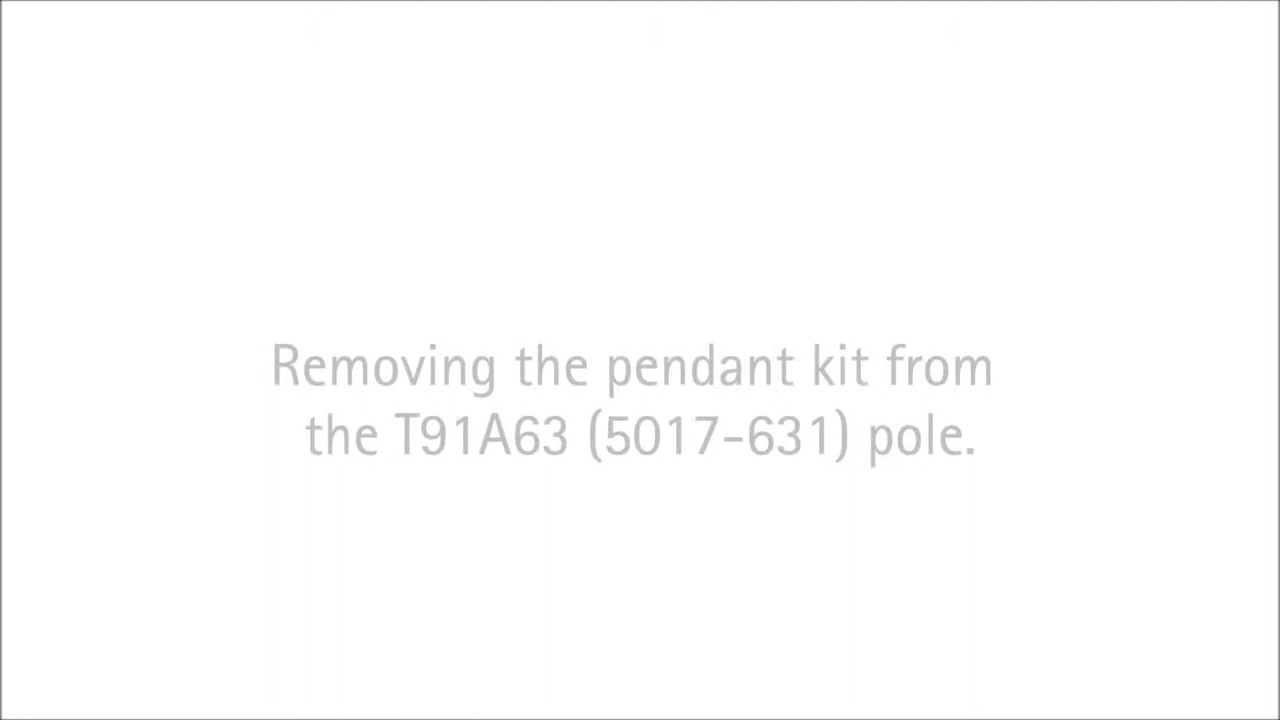 Removing the pendant kit from
the T91A63 (5017-631) pole.